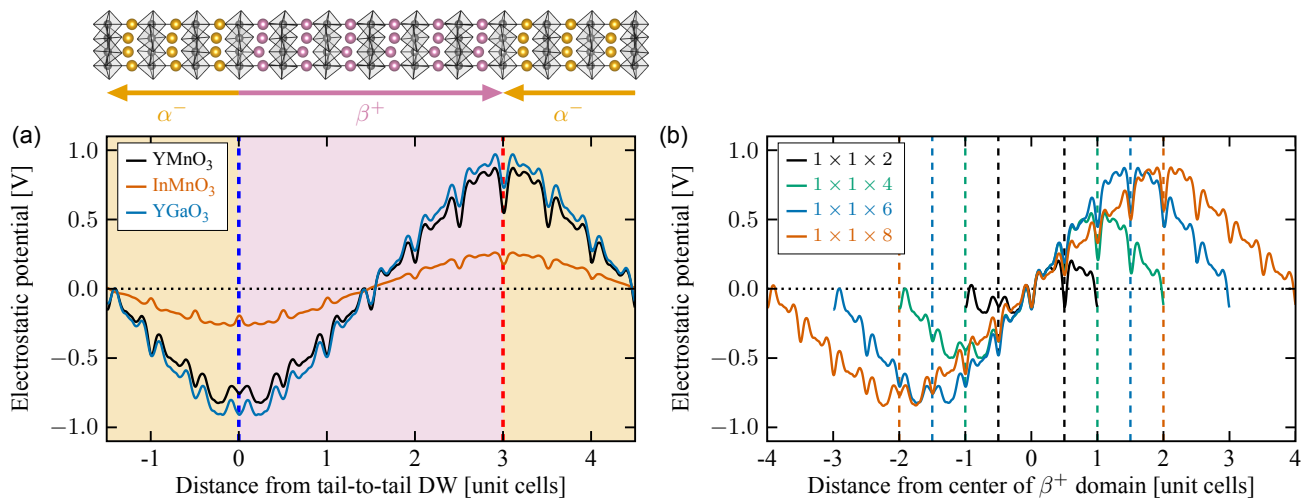 α⁻ β⁺ α⁻
(a)
Electrostatic potential [V]
1.0
0.5
0.0
−0.5
−1.0
YMnO₃
InMnO₃
YGaO₃
-1 0 1 2 3 4
Distance from tail-to-tail DW [unit cells]
(b)
Electrostatic potential [V]
1.0
0.5
0.0
−0.5
−1.0
1 × 1 × 2
1 × 1 × 4
1 × 1 × 6
1 × 1 × 8
-4 -3 -2 -1 0 1 2 3 4
Distance from center of β⁺ domain [unit cells]